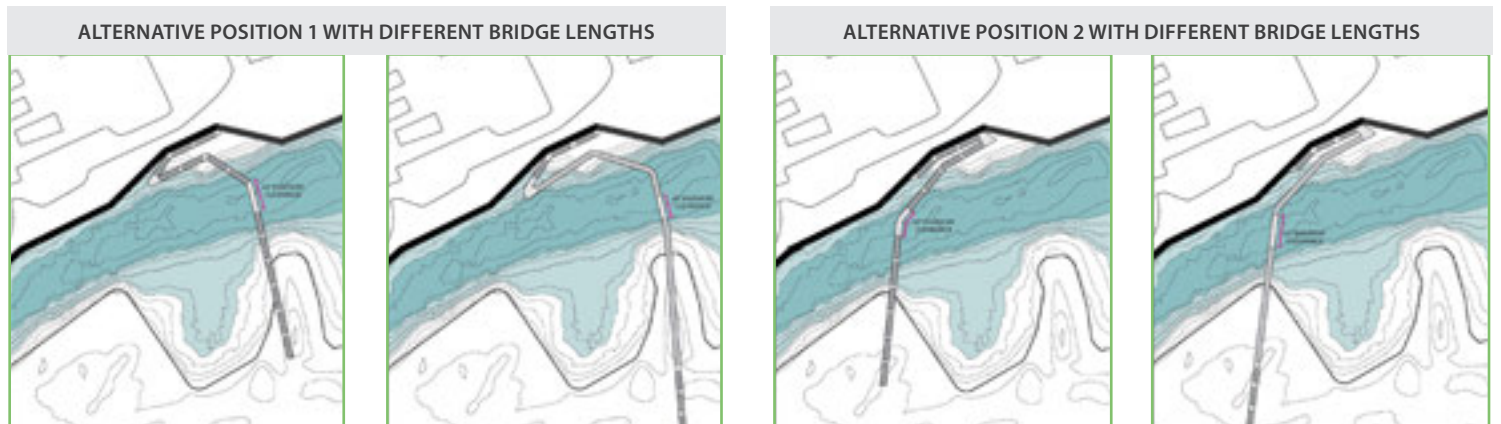 ALTERNATIVE POSITION 1 WITH DIFFERENT BRIDGE LENGTHS
ALTERNATIVE POSITION 2 WITH DIFFERENT BRIDGE LENGTHS